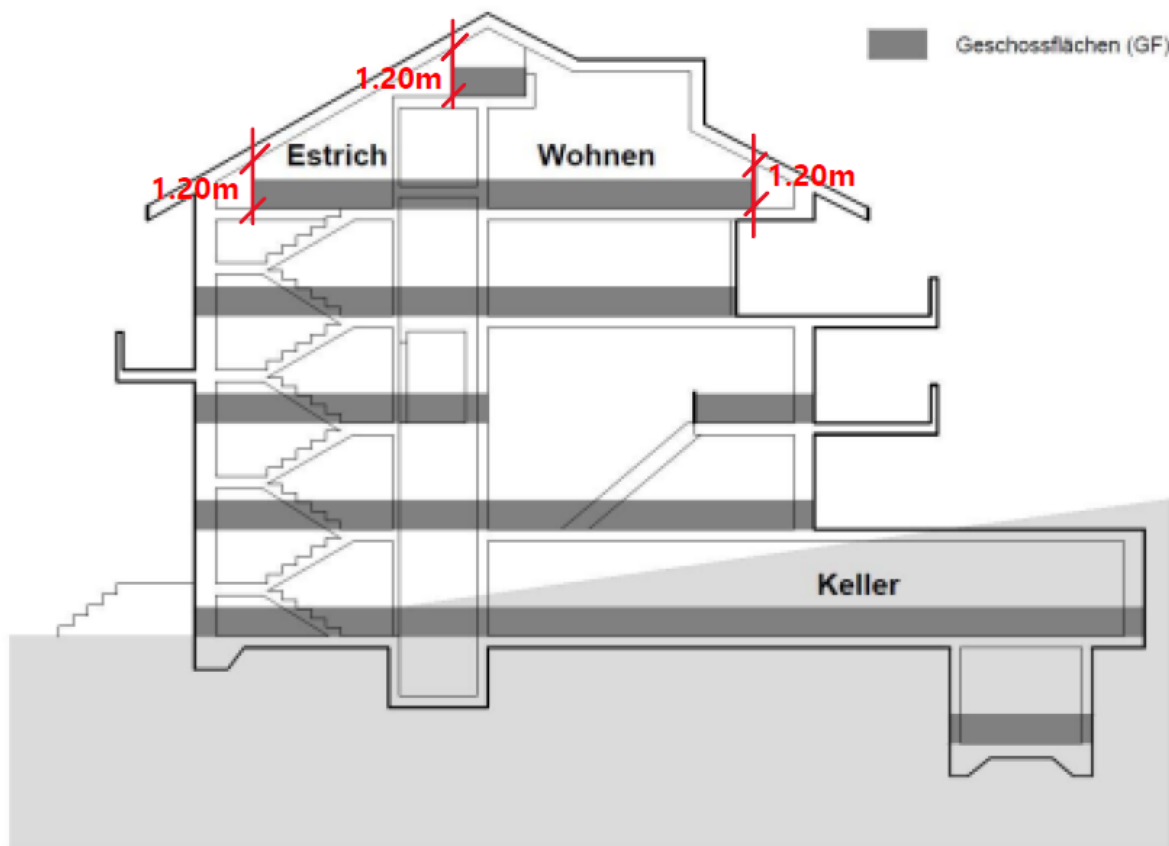 Geschossflächen (GF)
1.20m
Estrich
Wohnen
1.20m
1.20m
Keller